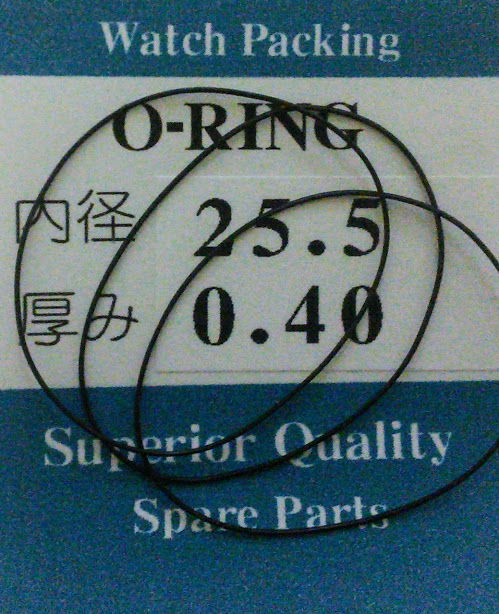 Watch Packing
O-RING
内径 25.5
厚み 0.40
Superior Quality
Spare Parts